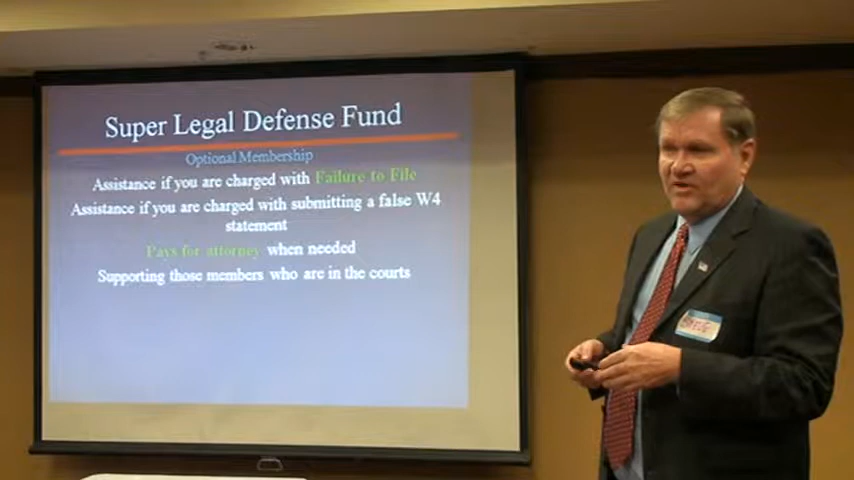 Super Legal Defense Fund
Optional Membership
Assistance if you are charged with Failure to File
Assistance if you are charged with submitting a false W4
statement
Pays for attorney when needed
Supporting those members who are in the courts